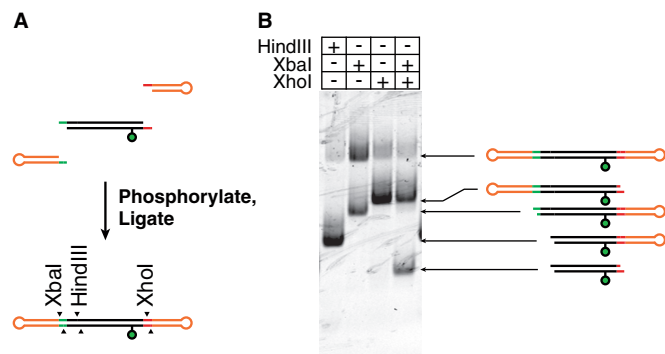 A
B
HindIII + - - -
XbaI - + - +
XhoI - - + +
Phosphorylate,
Ligate
XbaI
HindIII
XhoI